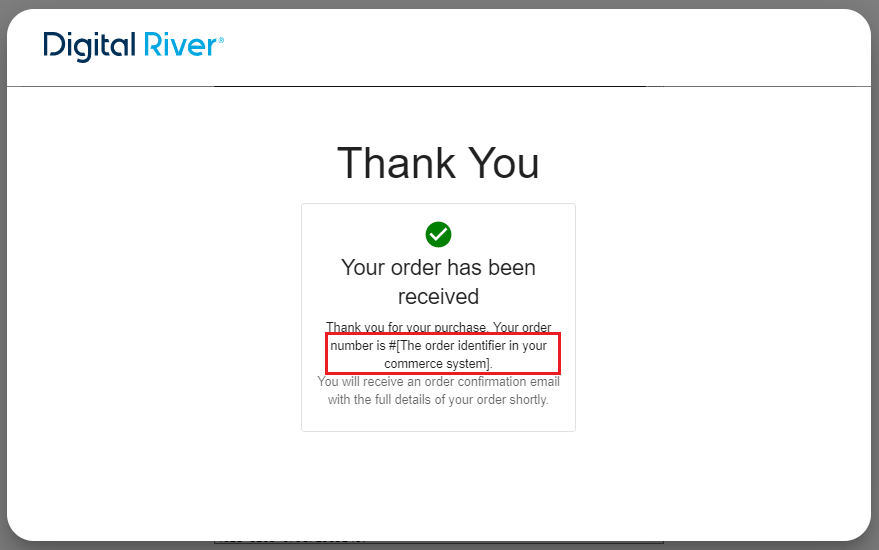 Digital River®
Thank You
Your order has been
received
Thank you for your purchase. Your order
number is #[The order identifier in your
commerce system].
You will receive an order confirmation email
with the full details of your order shortly.